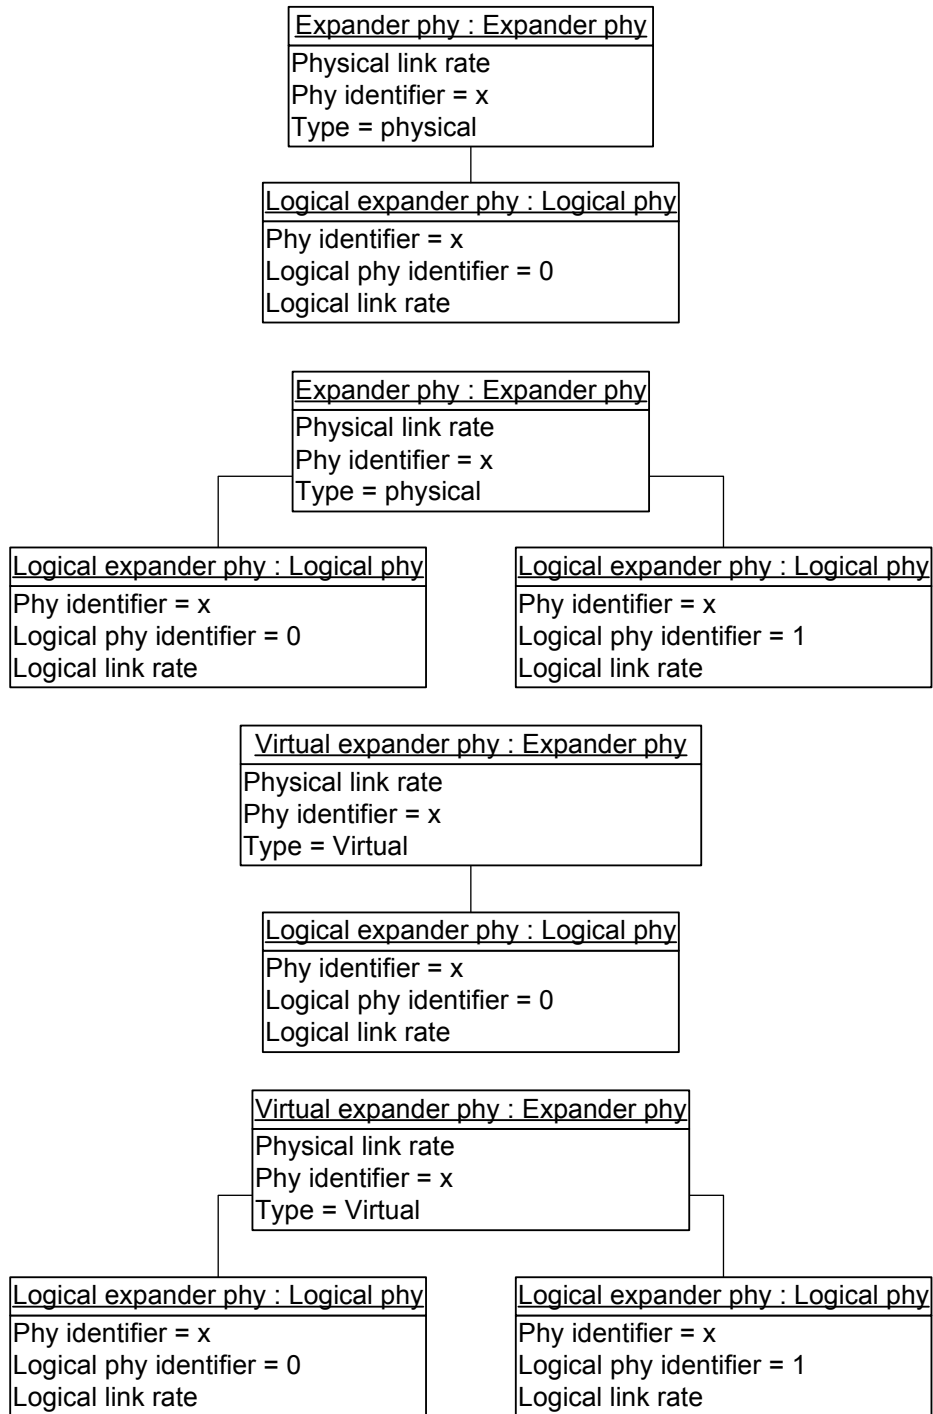 Expander phy : Expander phy
Physical link rate
Phy identifier = x
Type = physical
Logical expander phy : Logical phy
Phy identifier = x
Logical phy identifier = 0
Logical link rate
Expander phy : Expander phy
Physical link rate
Phy identifier = x
Type = physical
Logical expander phy : Logical phy
Phy identifier = x
Logical phy identifier = 0
Logical link rate
Logical expander phy : Logical phy
Phy identifier = x
Logical phy identifier = 1
Logical link rate
Virtual expander phy : Expander phy
Physical link rate
Phy identifier = x
Type = Virtual
Logical expander phy : Logical phy
Phy identifier = x
Logical phy identifier = 0
Logical link rate
Virtual expander phy : Expander phy
Physical link rate
Phy identifier = x
Type = Virtual
Logical expander phy : Logical phy
Phy identifier = x
Logical phy identifier = 0
Logical link rate
Logical expander phy : Logical phy
Phy identifier = x
Logical phy identifier = 1
Logical link rate